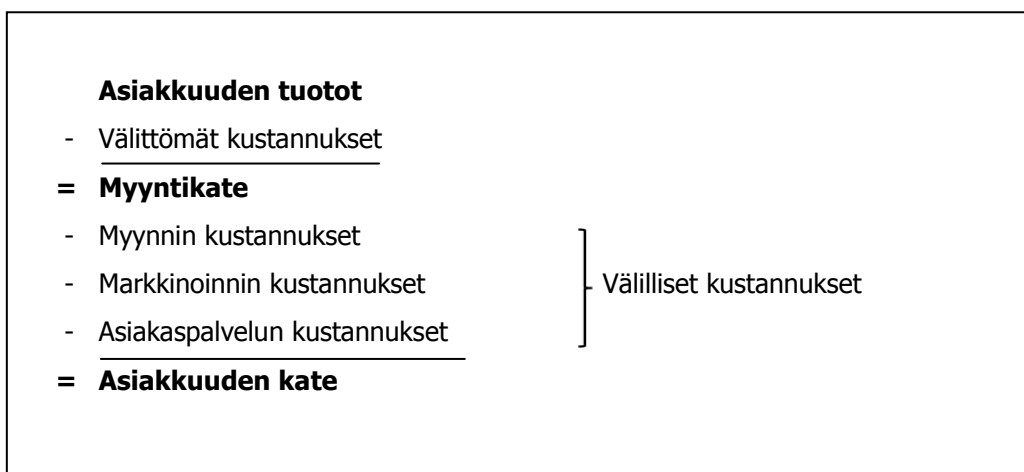 Asiakkuuden tuotot
- Välittömät kustannukset
= Myyntikate
- Myynnin kustannukset
- Markkinoinnin kustannukset Välilliset kustannukset
- Asiakaspalvelun kustannukset
= Asiakkuuden kate